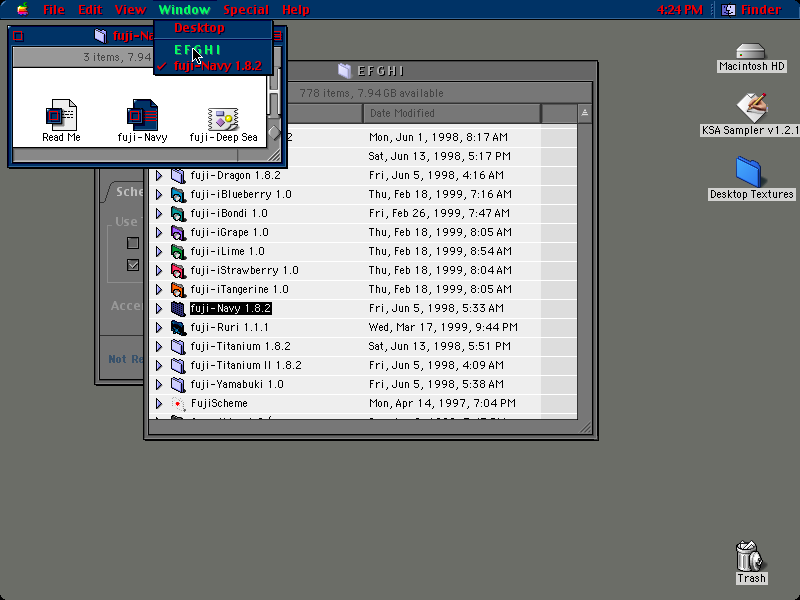 File Edit View Window Special Help 4:24 PM Finder
Desktop
EFGHI
✓ fuji-Navy 1.8.2
fuji-Na
3 items, 7.94
Read Me fuji-Navy fuji-Deep Sea
EFGHI
778 items, 7.94 GB available
Date Modified
2 Mon, Jun 1, 1998, 8:17 AM
Sat, Jun 13, 1998, 5:17 PM
fuji-Dragon 1.8.2 Fri, Jun 5, 1998, 4:16 AM
fuji-iBlueberry 1.0 Thu, Feb 18, 1999, 7:16 AM
fuji-iBondi 1.0 Fri, Feb 26, 1999, 7:47 AM
fuji-iGrape 1.0 Thu, Feb 18, 1999, 8:05 AM
fuji-iLime 1.0 Thu, Feb 18, 1999, 8:54 AM
fuji-iStrawberry 1.0 Thu, Feb 18, 1999, 8:04 AM
fuji-iTangerine 1.0 Thu, Feb 18, 1999, 8:05 AM
fuji-Navy 1.8.2 Fri, Jun 5, 1998, 5:33 AM
fuji-Ruri 1.1.1 Wed, Mar 17, 1999, 9:44 PM
fuji-Titanium 1.8.2 Sat, Jun 13, 1998, 5:51 PM
fuji-Titanium II 1.8.2 Fri, Jun 5, 1998, 4:09 AM
fuji-Yamabuki 1.0 Fri, Jun 5, 1998, 5:38 AM
FujiScheme Mon, Apr 14, 1997, 7:04 PM
Sche
Use
Acce
Not Re
Macintosh HD
KSA Sampler v1.2.1
Desktop Textures
Trash